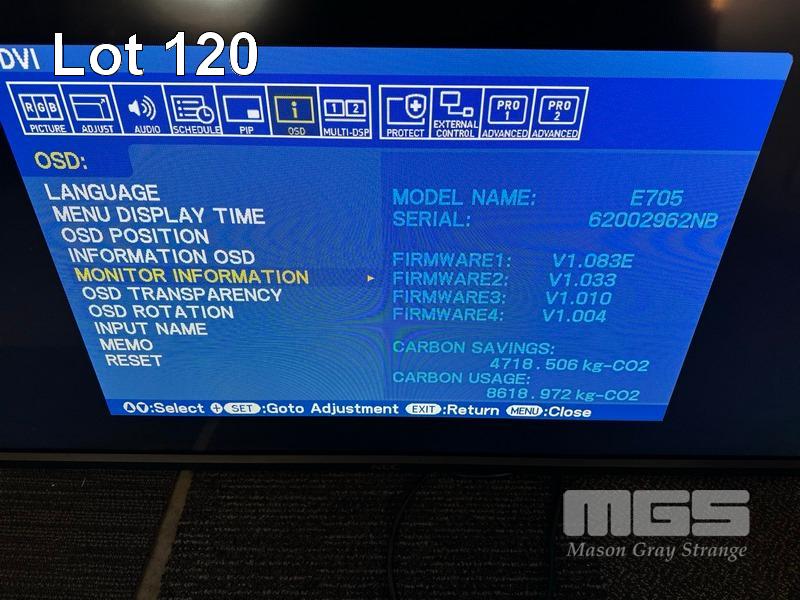 DVI
Lot 120
RGB
PICTURE
ADJUST
AUDIO
SCHEDULE
PIP
OSD
1 2
MULTI-DSP
PROTECT
EXTERNAL
CONTROL
PRO
1
ADVANCED
PRO
2
ADVANCED
OSD:
LANGUAGE
MENU DISPLAY TIME
OSD POSITION
INFORMATION OSD
MONITOR INFORMATION
OSD TRANSPARENCY
OSD ROTATION
INPUT NAME
MEMO
RESET
MODEL NAME: E705
SERIAL: 62002962NB
FIRMWARE1: V1.083E
FIRMWARE2: V1.033
FIRMWARE3: V1.010
FIRMWARE4: V1.004
CARBON SAVINGS:
4718.506 kg-CO2
CARBON USAGE:
8618.972 kg-CO2
:Select SET :Goto Adjustment EXIT :Return MENU :Close
NEC
MGS
Mason Gray Strange